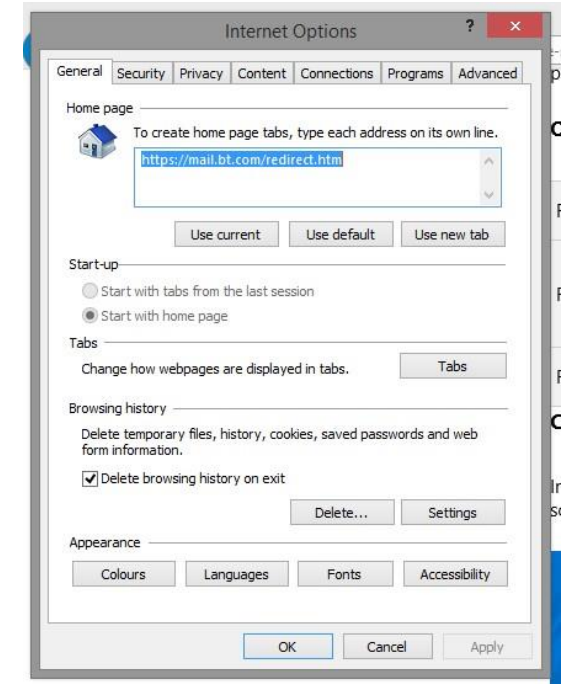 Internet Options
?
General Security Privacy Content Connections Programs Advanced
Home page
To create home page tabs, type each address on its own line.
https://mail.bt.com/redirect.htm
Use current Use default Use new tab
Start-up
Start with tabs from the last session
Start with home page
Tabs
Change how webpages are displayed in tabs.
Tabs
Browsing history
Delete temporary files, history, cookies, saved passwords and web
form information.
Delete browsing history on exit
Delete... Settings
Appearance
Colours Languages Fonts Accessibility
OK Cancel Apply